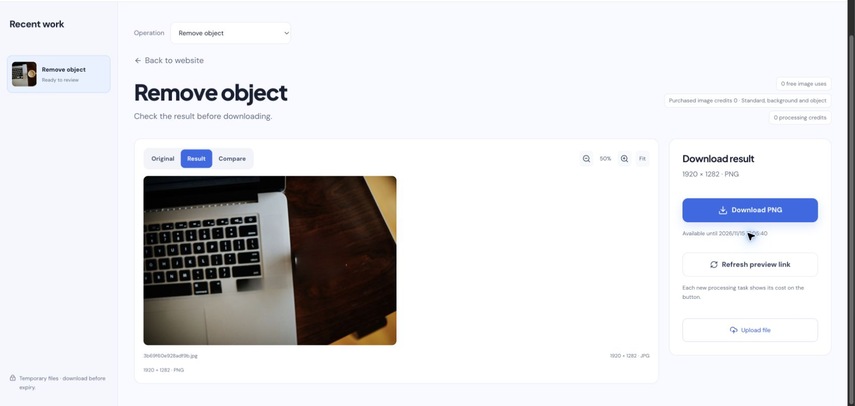 Recent work
Remove object
Ready to review
Temporary files · download before
expiry.
Operation
Remove object
← Back to website
Remove object
Check the result before downloading.
0 free image uses
Purchased image credits 0 · Standard, background and object
0 processing credits
Original
Result
Compare
50%
Fit
1920 × 1282 · JPG
1920 × 1282 · PNG
Download result
1920 × 1282 · PNG
Download PNG
Available until
Refresh preview link
Each new processing task shows its cost on the
button.
Upload file